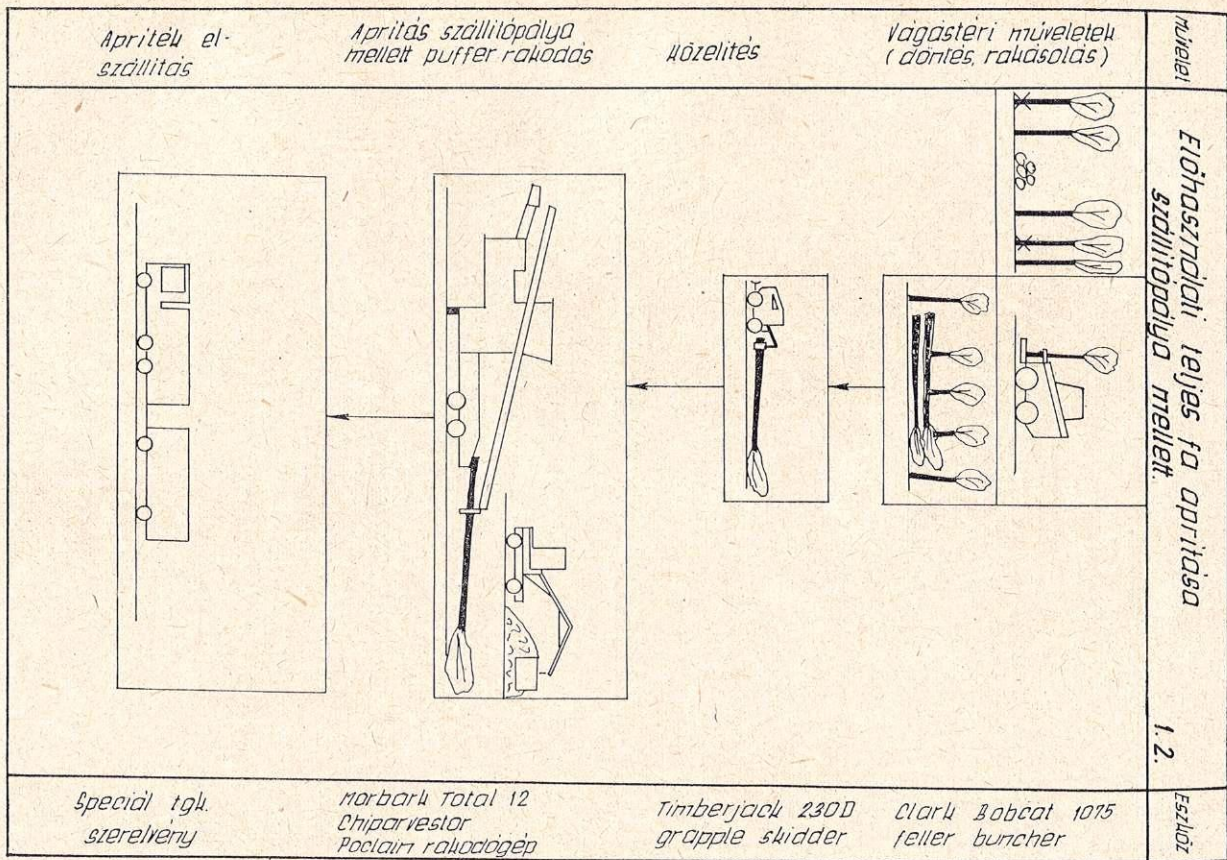 Előhasználati teljes fa aprítása
szállítópálya mellett.
1. 2.
Művelet
Vágástéri műveletek
(döntés, rakásolás)
Közelítés
Aprítás szállítópálya
mellett puffer rakodás
Apriték el-
szállítás
Eszköz
Clark Bobcat 1075
feller buncher
Timberjack 230D
grapple skidder
Morbark Total 12
Chiparvestor
Poclain rakodógép
Speciál tgk.
szerelvény